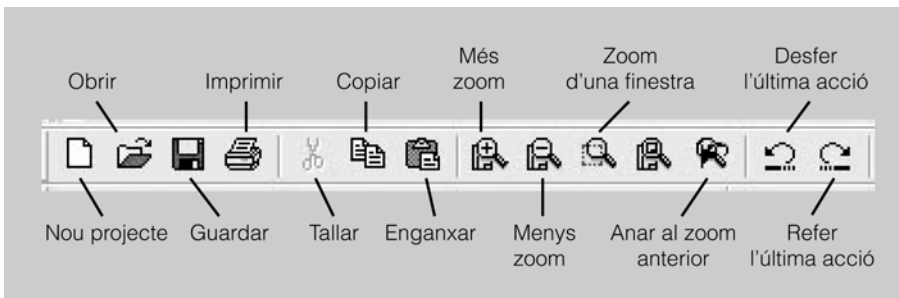 Obrir
Imprimir
Copiar
Més
zoom
Zoom
d'una finestra
Desfer
l'última acció
Nou projecte
Guardar
Tallar
Enganxar
Menys
zoom
Anar al zoom
anterior
Refer
l'última acció